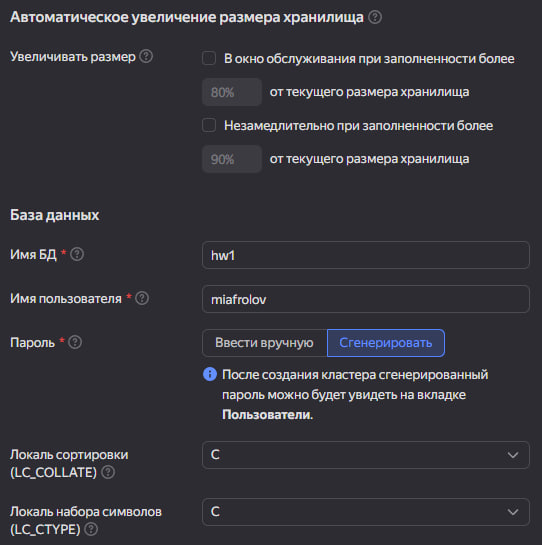 Автоматическое увеличение размера хранилища
Увеличивать размер
В окно обслуживания при заполненности более
80% от текущего размера хранилища
Незамедлительно при заполненности более
90% от текущего размера хранилища
База данных
Имя БД * hw1
Имя пользователя * miafrolov
Пароль * Ввести вручную Сгенерировать
После создания кластера сгенерированный
пароль можно будет увидеть на вкладке
Пользователи.
Локаль сортировки
(LC_COLLATE)
C
Локаль набора символов
(LC_CTYPE)
C